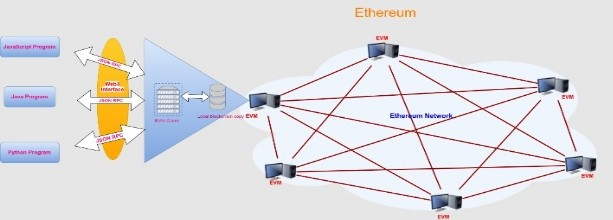 Ethereum
JavaScript Program
Java Program
Python Program
JSON RPC
Web3
Interface
JSON RPC
JSON RPC
Local blockchain copy
EVM
EVM
EVM
Ethereum Network
EVM
EVM
EVM